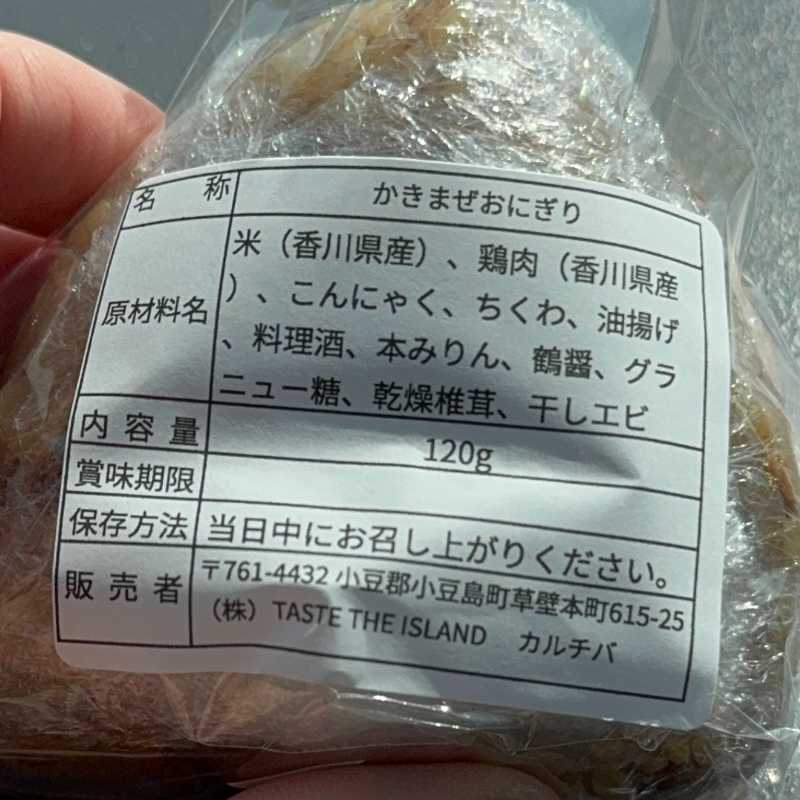 名 称 かきまぜおにぎり
原材料名
米（香川県産）、鶏肉（香川県産
）、こんにゃく、ちくわ、油揚げ
、料理酒、本みりん、鶴醤、グラ
ニュー糖、乾燥椎茸、干しエビ
内 容 量 120g
賞味期限
保存方法 当日中にお召し上がりください。
販 売 者
〒761-4432 小豆郡小豆島町草壁本町615-25
（株）TASTE THE ISLAND カルチバ